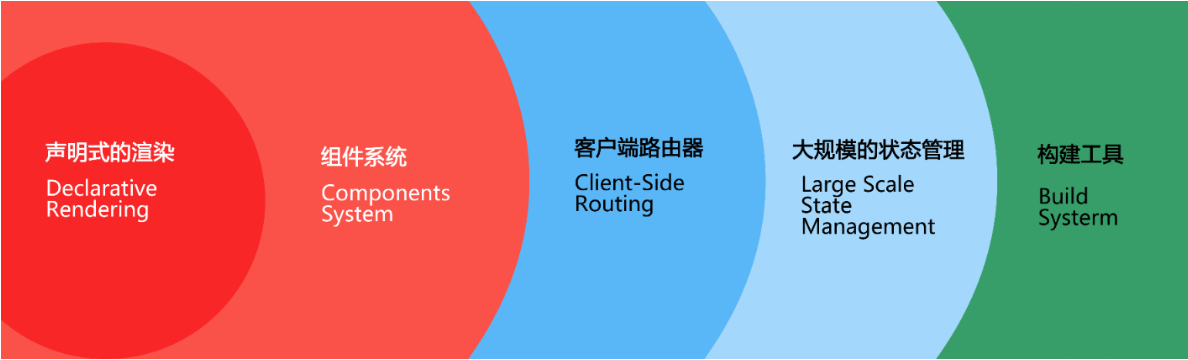 声明式的渲染
Declarative
Rendering
组件系统
Components
System
客户端路由器
Client-Side
Routing
大规模的状态管理
Large Scale
State
Management
构建工具
Build
Systerm